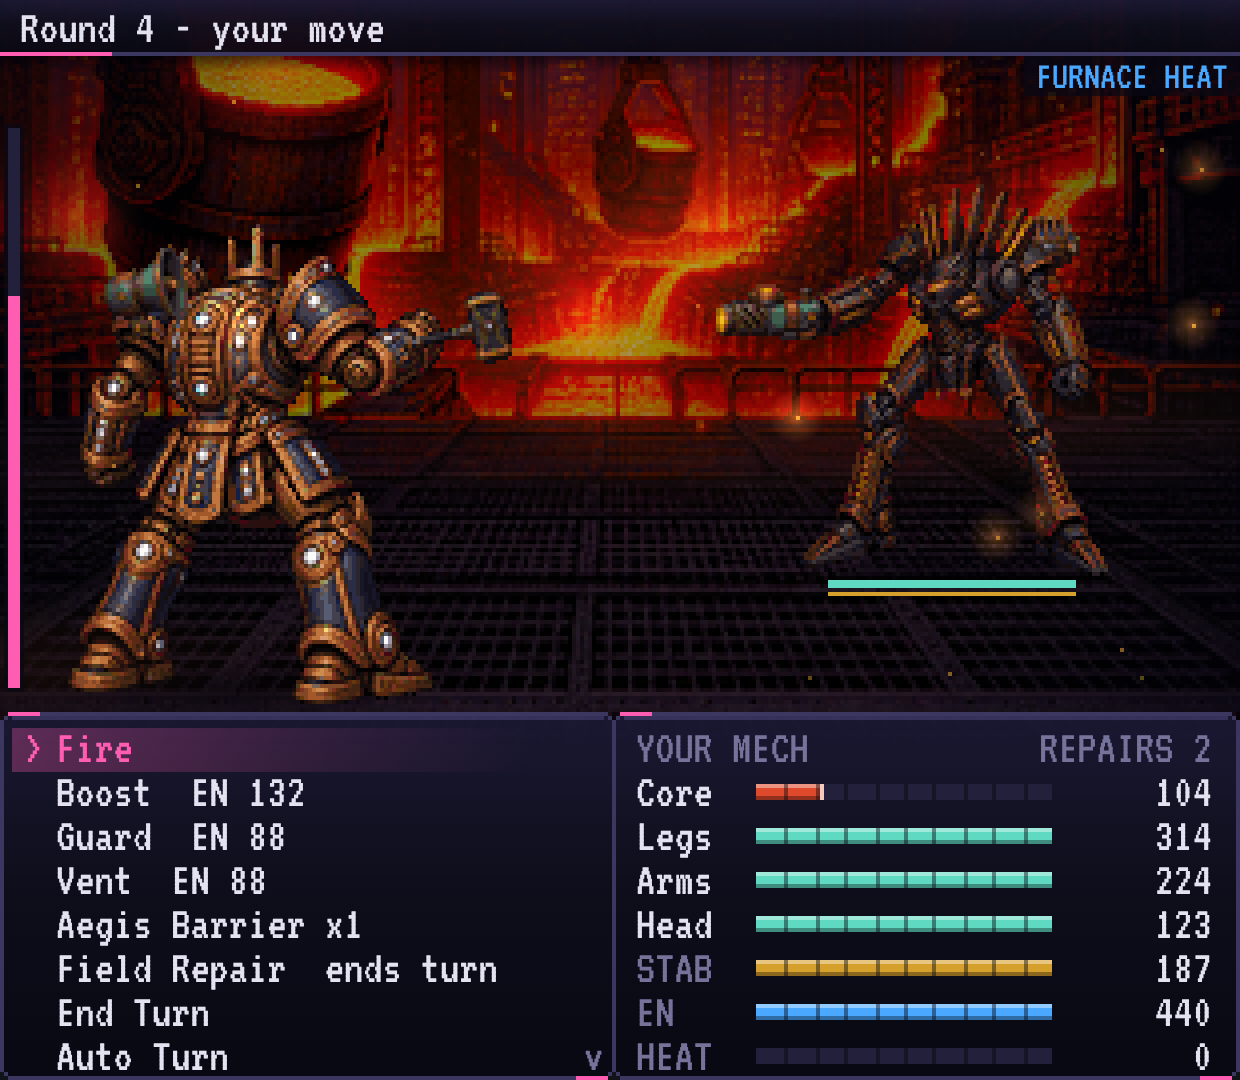 Round 4 - your move
FURNACE HEAT
> Fire
Boost EN 132
Guard EN 88
Vent EN 88
Aegis Barrier x1
Field Repair ends turn
End Turn
Auto Turn v
YOUR MECH REPAIRS 2
Core 104
Legs 314
Arms 224
Head 123
STAB 187
EN 440
HEAT 0